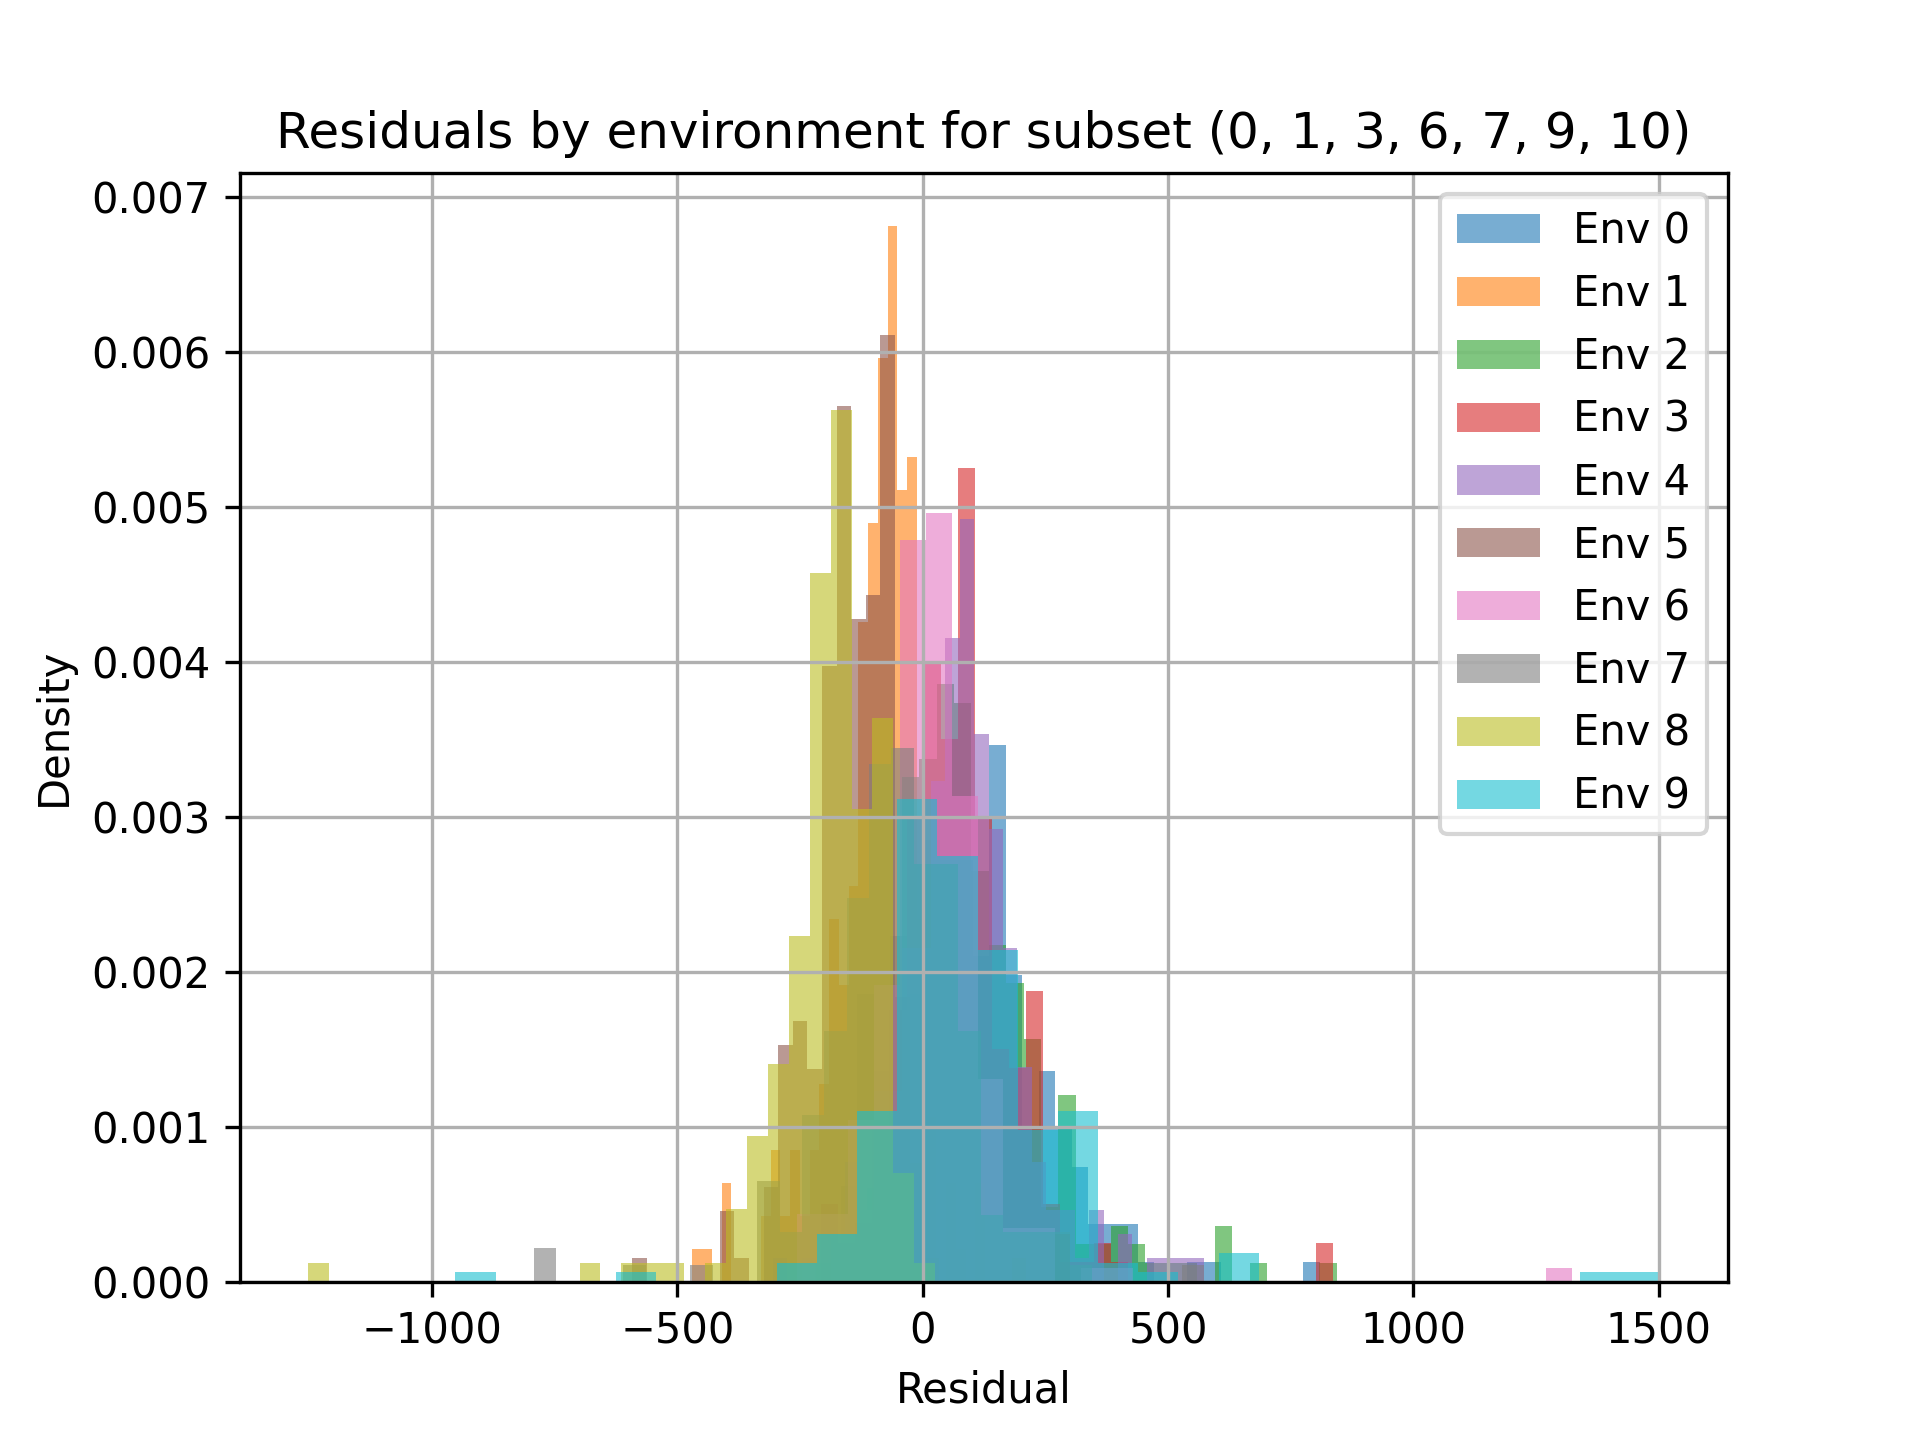 Residuals by environment for subset (0, 1, 3, 6, 7, 9, 10)
0.007
0.006
0.005
0.004
0.003
0.002
0.001
0.000
Density
−1000
−500
0
500
1000
1500
Residual
Env 0
Env 1
Env 2
Env 3
Env 4
Env 5
Env 6
Env 7
Env 8
Env 9